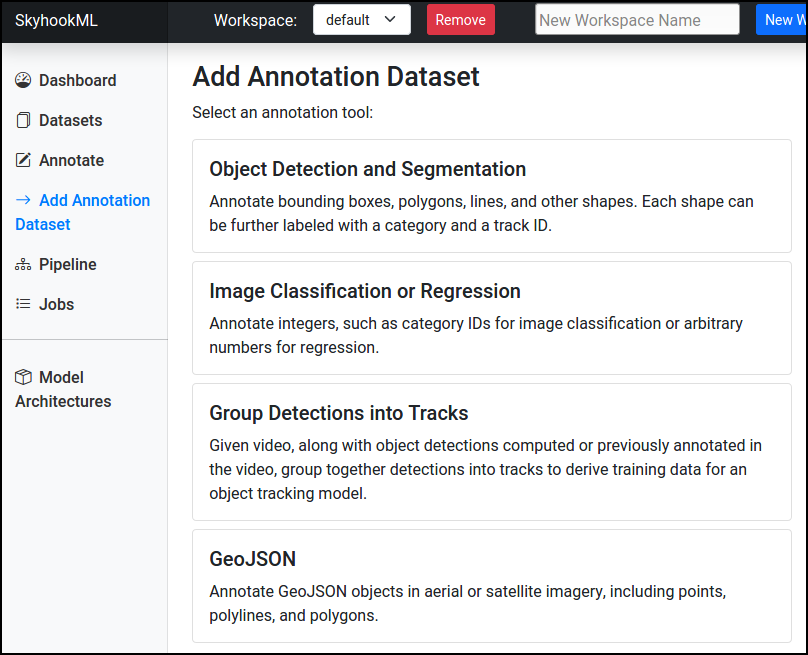 SkyhookML
Workspace:
default
Remove
New Workspace Name
New W
Dashboard
Datasets
Annotate
Add Annotation
Dataset
Pipeline
Jobs
Model
Architectures
Add Annotation Dataset
Select an annotation tool:
Object Detection and Segmentation
Annotate bounding boxes, polygons, lines, and other shapes. Each shape can
be further labeled with a category and a track ID.
Image Classification or Regression
Annotate integers, such as category IDs for image classification or arbitrary
numbers for regression.
Group Detections into Tracks
Given video, along with object detections computed or previously annotated in
the video, group together detections into tracks to derive training data for an
object tracking model.
GeoJSON
Annotate GeoJSON objects in aerial or satellite imagery, including points,
polylines, and polygons.